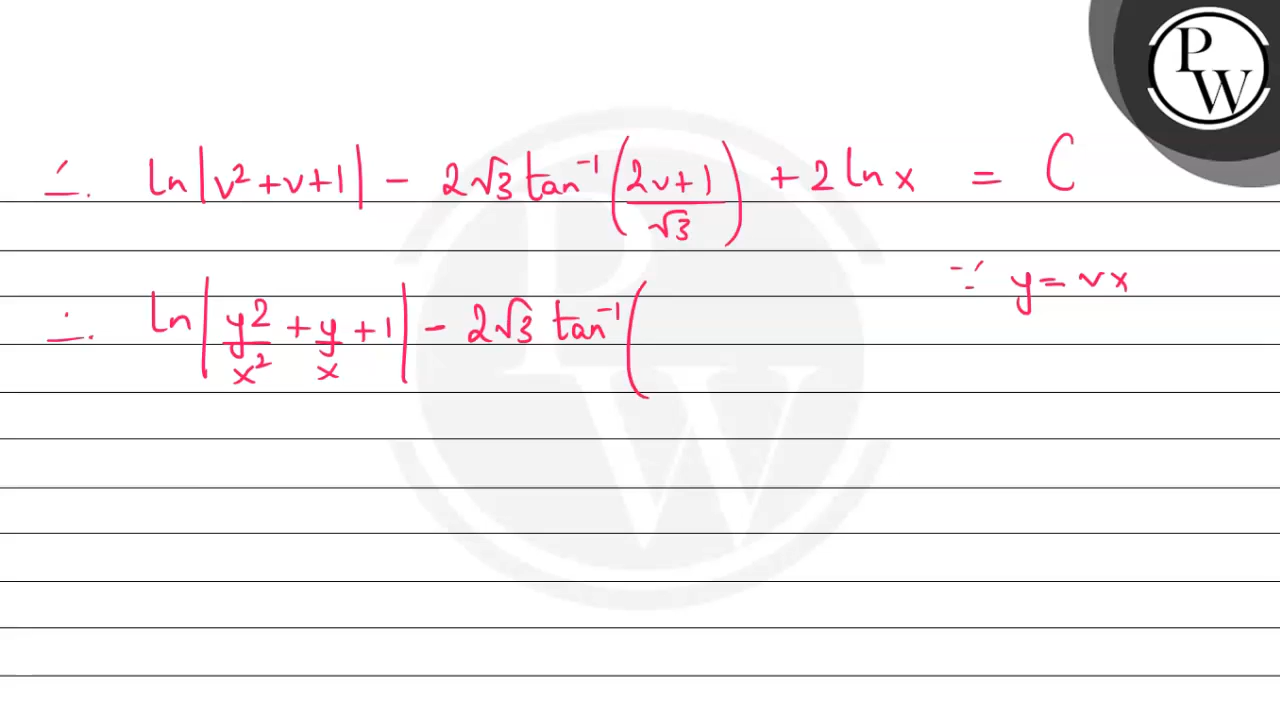 PW
∴ ln|v²+v+1| - 2√3 tan⁻¹(2v+1/√3) + 2 ln x = C
∵ y = vx
∴ ln|y²/x² + y/x + 1| - 2√3 tan⁻¹(